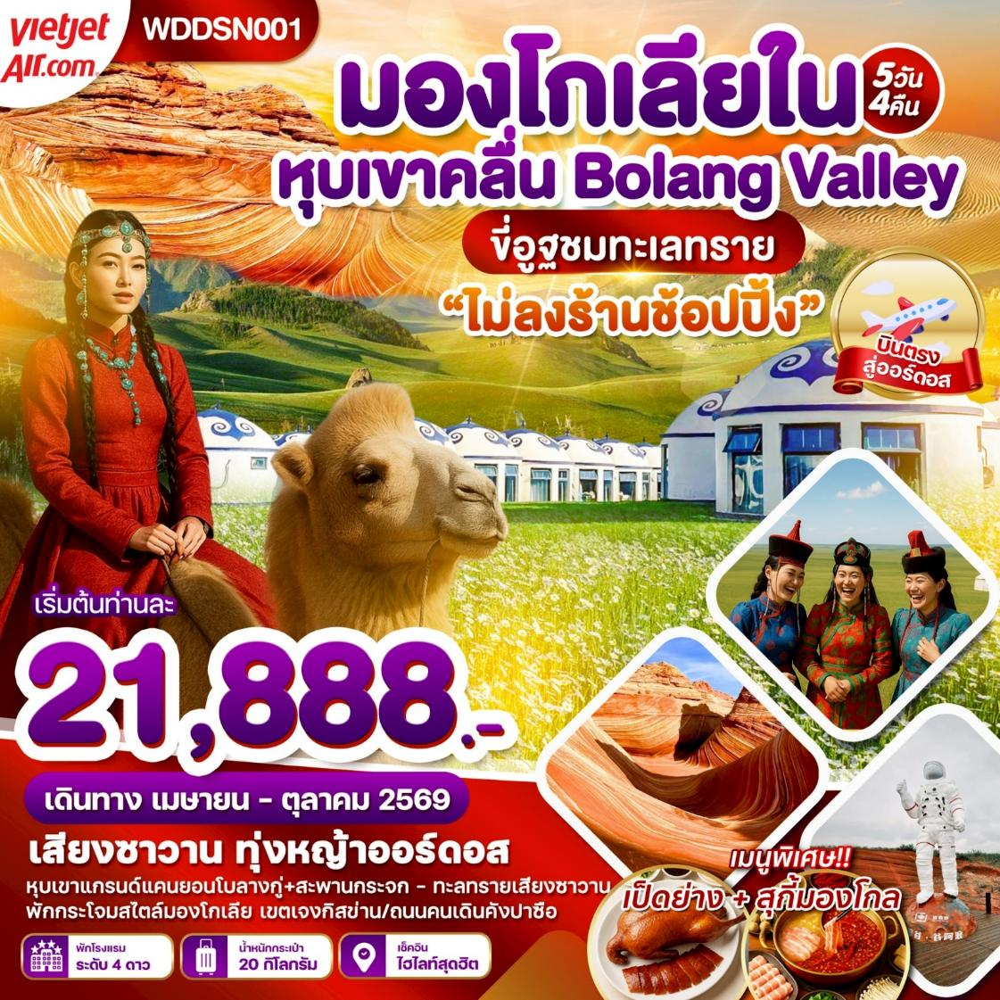 vietjet
Air.com
WDDSN001
มองโกเลียใน
5วัน
4คืน
หุบเขาคลื่น Bolang Valley
ขี่อูฐชมทะเลทราย
“ไม่ลงร้านช้อปปิ้ง”
บินตรง
สู่ออร์ดอส
เริ่มต้นท่านละ
21,888.-
เดินทาง เมษายน - ตุลาคม 2569
เสียงซาวาน ทุ่งหญ้าออร์ดอส
หุบเขาแกรนด์แคนยอนโบลางกู่+สะพานกระจก - ทะลทรายเสียงซาวาน
พักกระโจมสไตล์มองโกเลีย เขตเจงกิสข่าน/ถนนคนเดินคังปาซือ
พักโรงแรม
ระดับ 4 ดาว
น้ำหนักกระเป๋า
20 กิโลกรัม
เช็คอิน
ไฮไลท์สุดฮิต
เมนูพิเศษ!!
เป็ดย่าง + สุกี้มองโกล